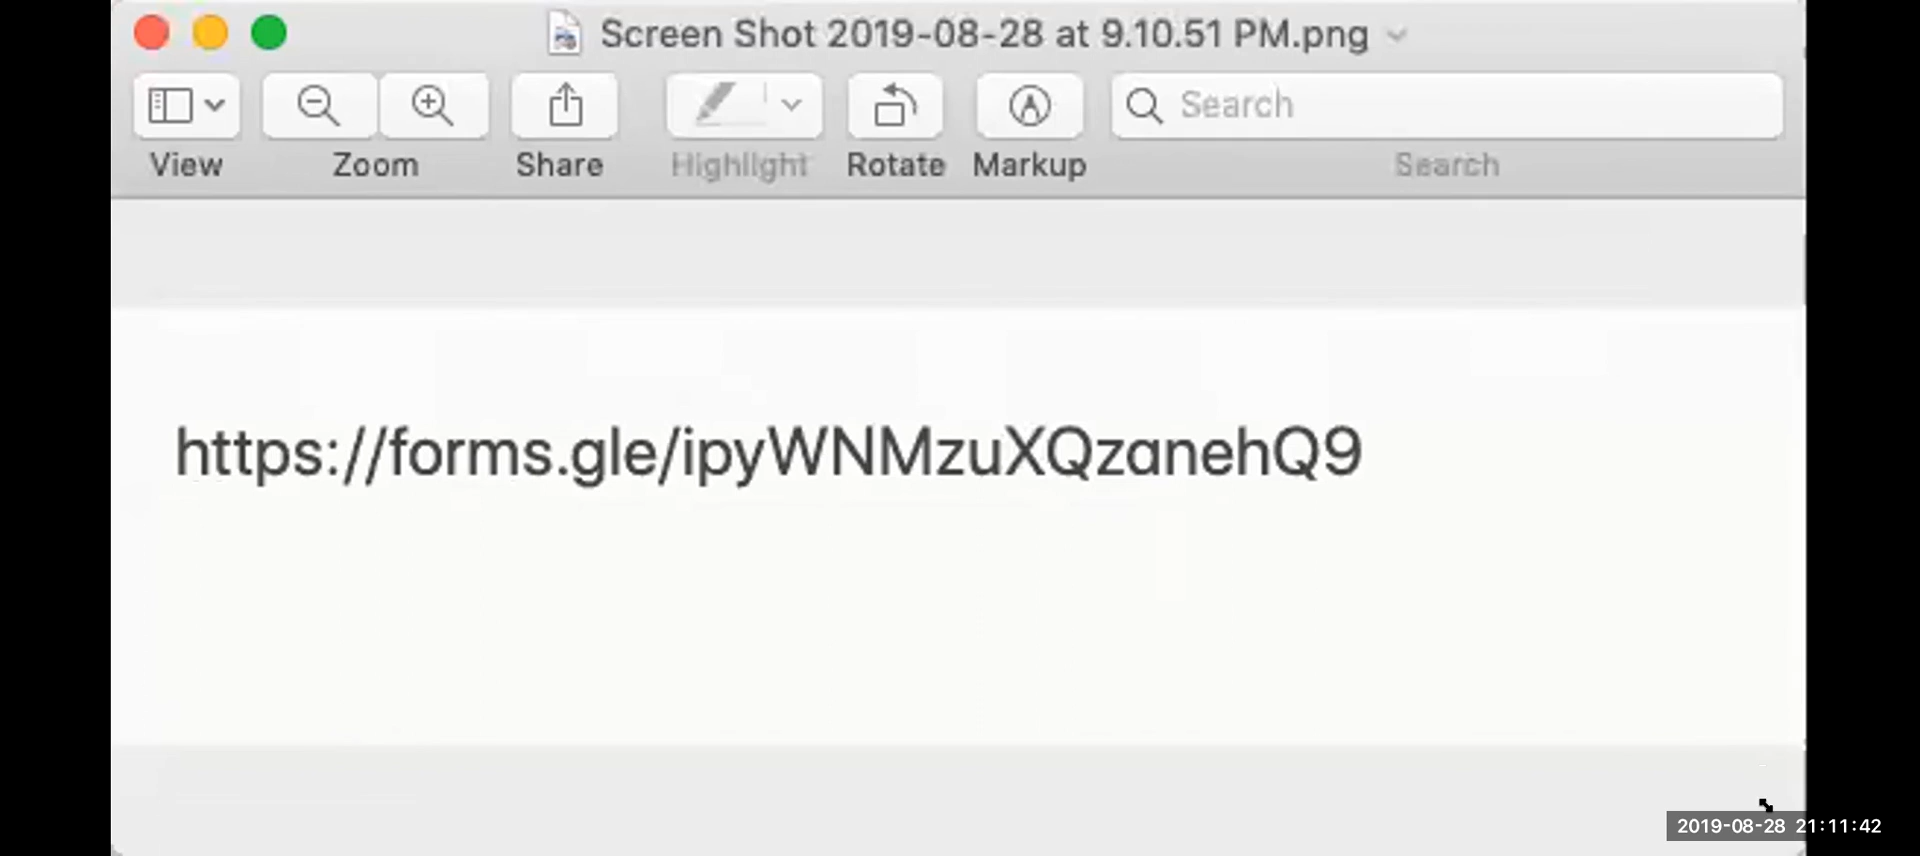 Screen Shot 2019-08-28 at 9.10.51 PM.png
Search
View Zoom Share Highlight Rotate Markup Search
https://forms.gle/ipyWNMzuXQzanehQ9
2019-08-28 21:11:42